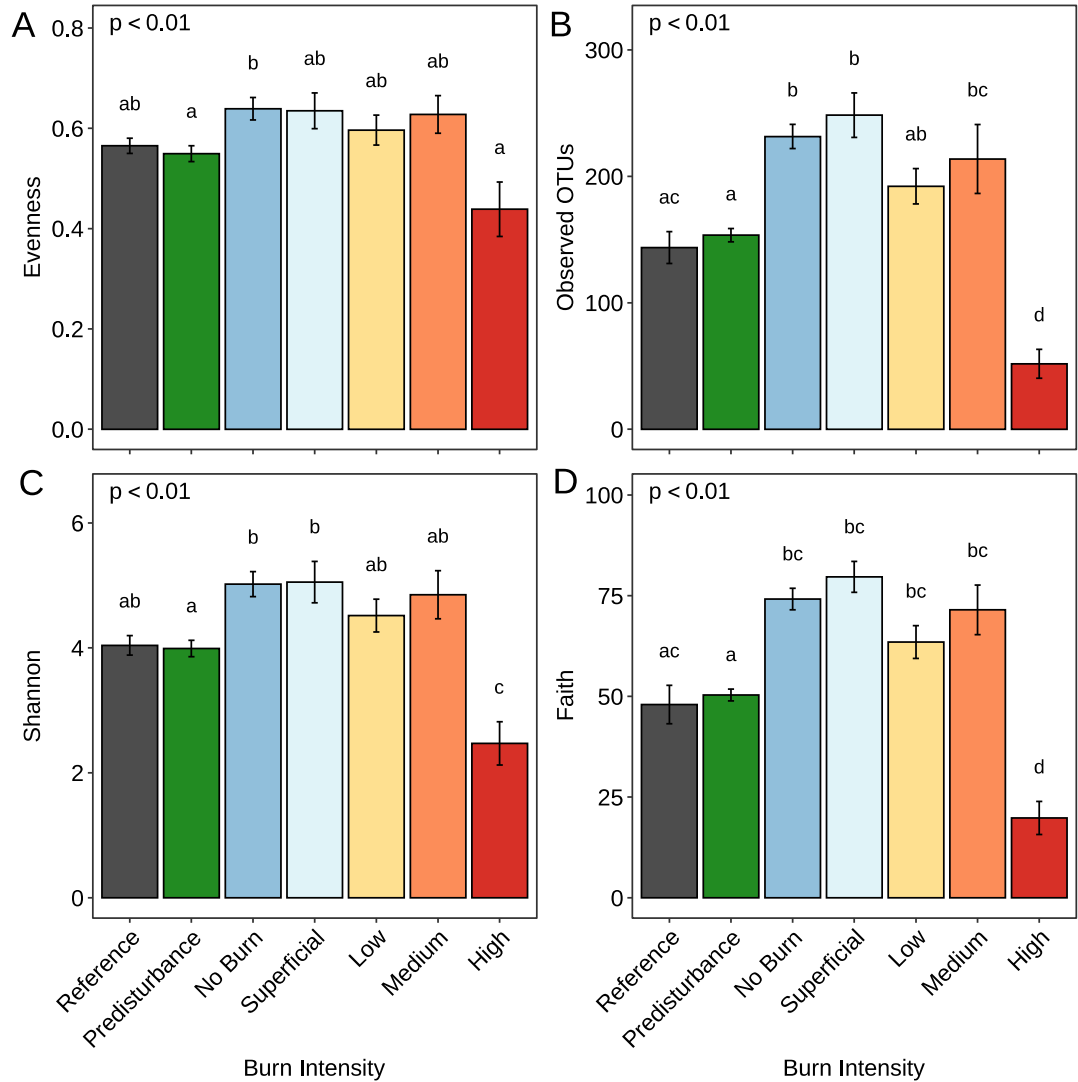 A
p < 0.01
0.8
0.6
0.4
0.2
0.0
Evenness
ab
a
b
ab
ab
ab
a
B
p < 0.01
300
200
100
0
Observed OTUs
ac
a
b
b
ab
bc
d
C
p < 0.01
6
4
2
0
Shannon
ab
a
b
b
ab
ab
c
Reference
Predisturbance
No Burn
Superficial
Low
Medium
High
Burn Intensity
D
p < 0.01
100
75
50
25
0
Faith
ac
a
bc
bc
bc
bc
d
Reference
Predisturbance
No Burn
Superficial
Low
Medium
High
Burn Intensity